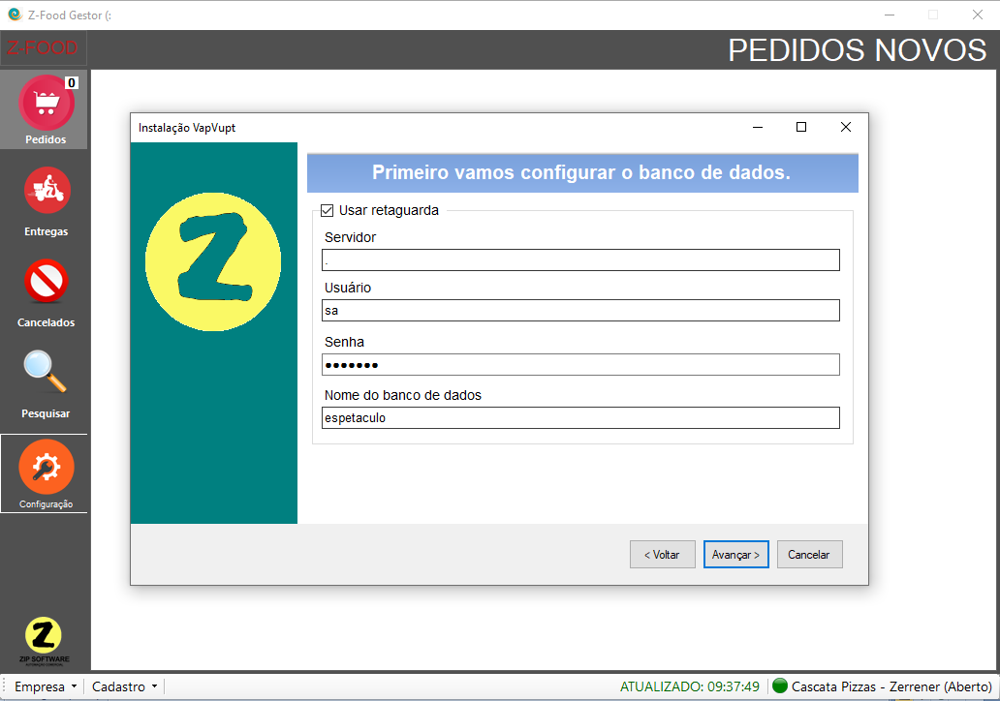 Z-Food Gestor (:
Z-FOOD
PEDIDOS NOVOS
0
Pedidos
Entregas
Cancelados
Pesquisar
Configuração
Z
ZIP SOFTWARE
Instalação VapVupt
Z
Primeiro vamos configurar o banco de dados.
Usar retaguarda
Servidor
.
Usuário
sa
Senha
●●●●●●●
Nome do banco de dados
espetaculo
< Voltar
Avançar >
Cancelar
Empresa
Cadastro
ATUALIZADO: 09:37:49
Cascata Pizzas - Zerrener (Aberto)